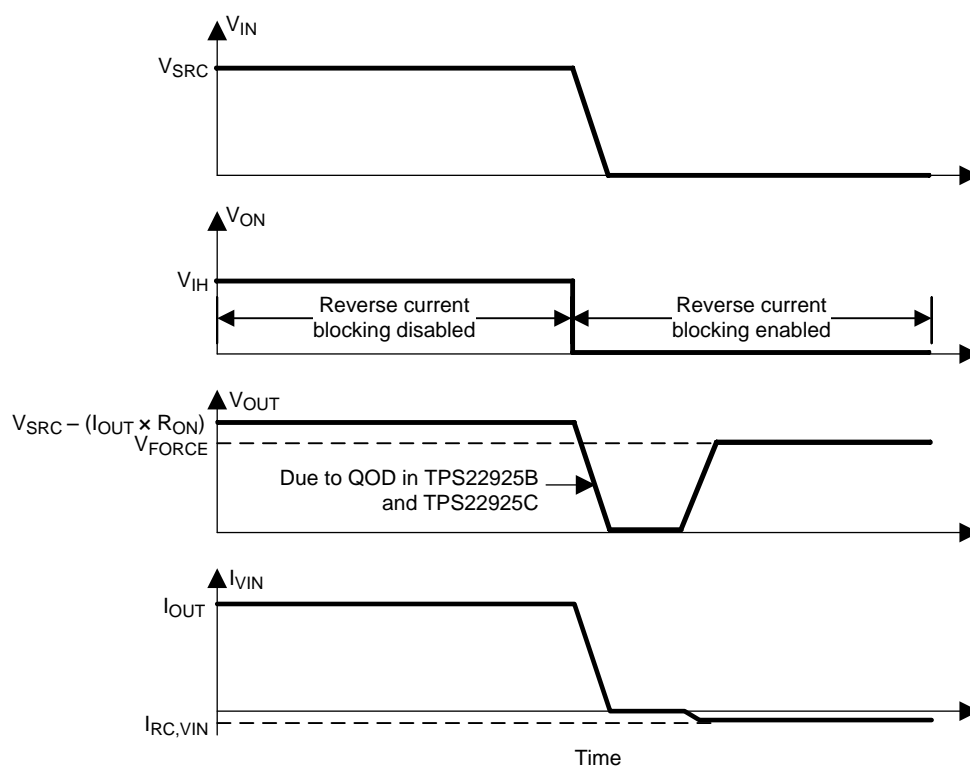 VIN
VSRC
VON
VIH
Reverse current
blocking disabled
Reverse current
blocking enabled
VOUT
VSRC – (IOUT × RON)
VFORCE
Due to QOD in TPS22925B
and TPS22925C
IVIN
IOUT
IRC,VIN
Time